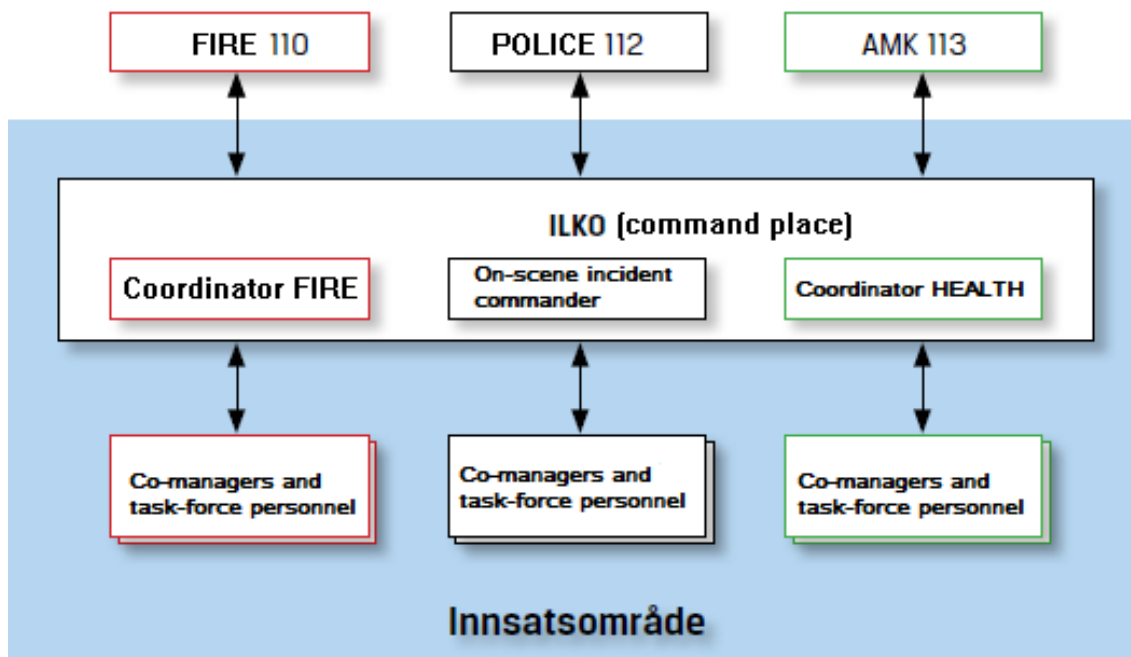 FIRE 110
POLICE 112
AMK 113
ILKO (command place)
Coordinator FIRE
On-scene incident
commander
Coordinator HEALTH
Co-managers and
task-force personnel
Co-managers and
task-force personnel
Co-managers and
task-force personnel
Innsatsområde